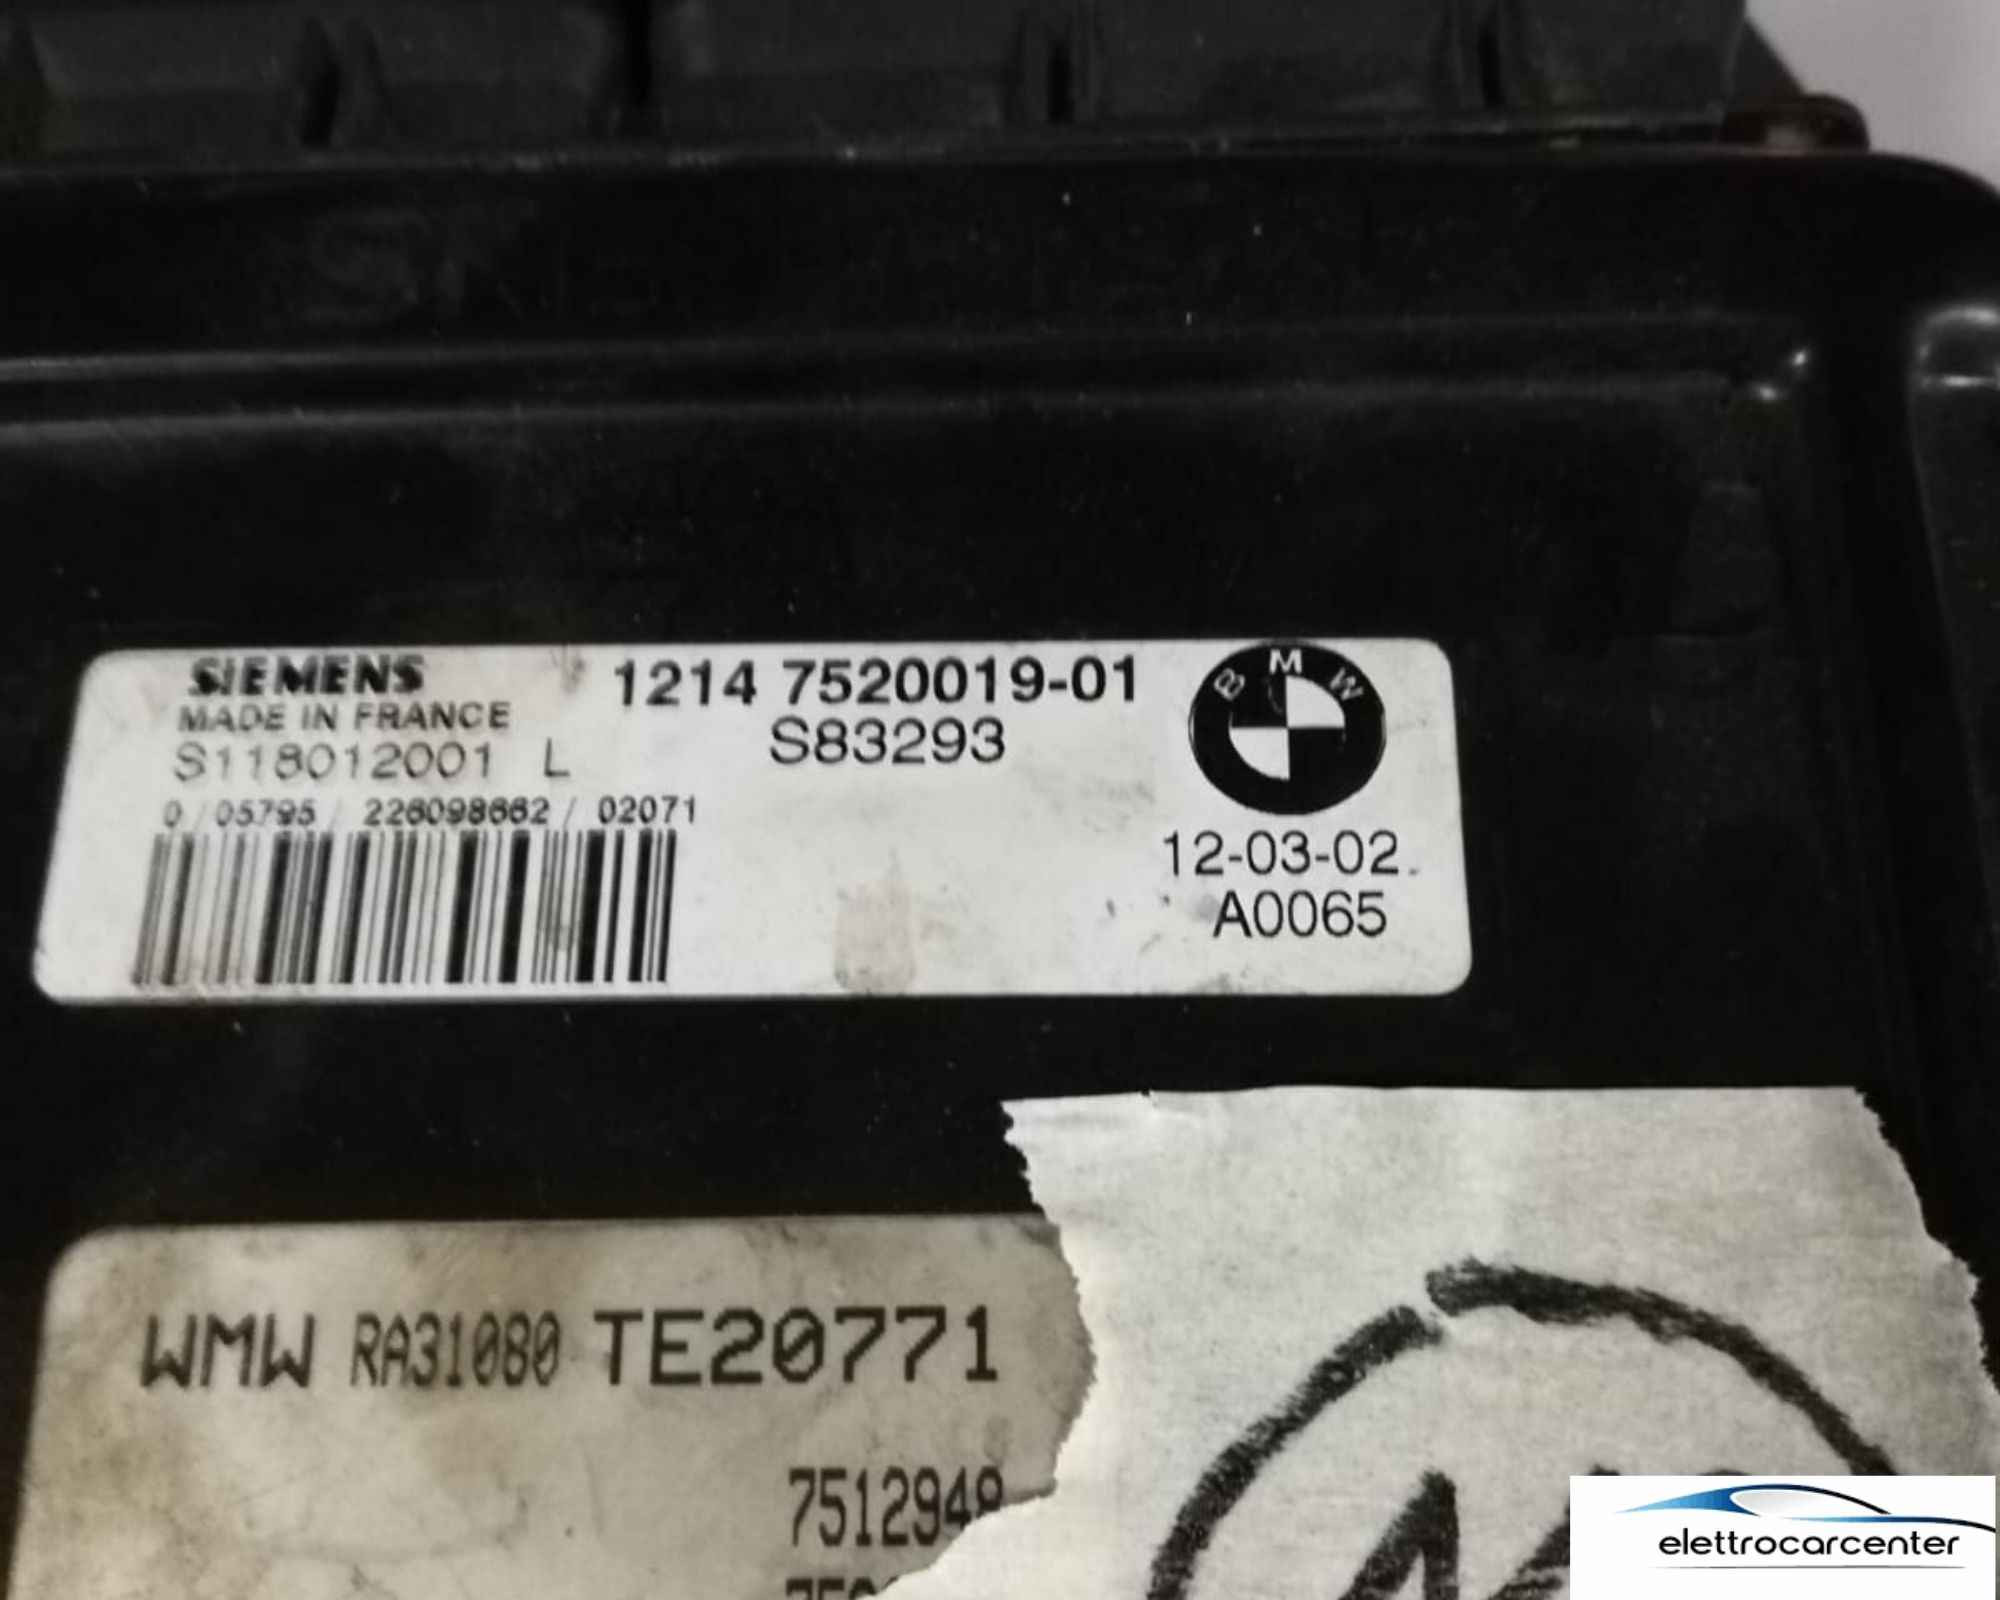 SIEMENS
MADE IN FRANCE
S118012001 L
0 / 05795 / 226098662 / 02071
1214 7520019-01
S83293
BMW
12-03-02.
A0065
WMW RA31080 TE20771
7512948
elettrocarcenter